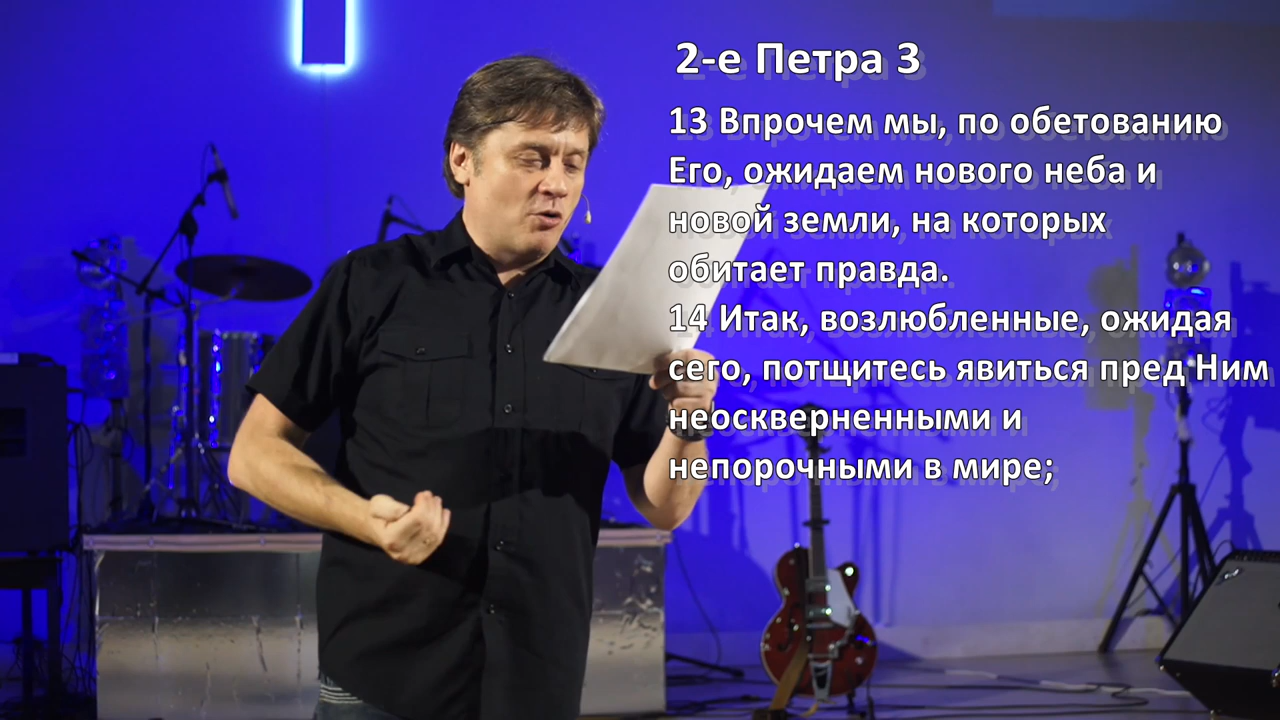 2-е Петра 3
13 Впрочем мы, по обетованию
Его, ожидаем нового неба и
новой земли, на которых
обитает правда.
14 Итак, возлюбленные, ожидая
сего, потщитесь явиться пред Ним
неоскверненными и
непорочными в мире;